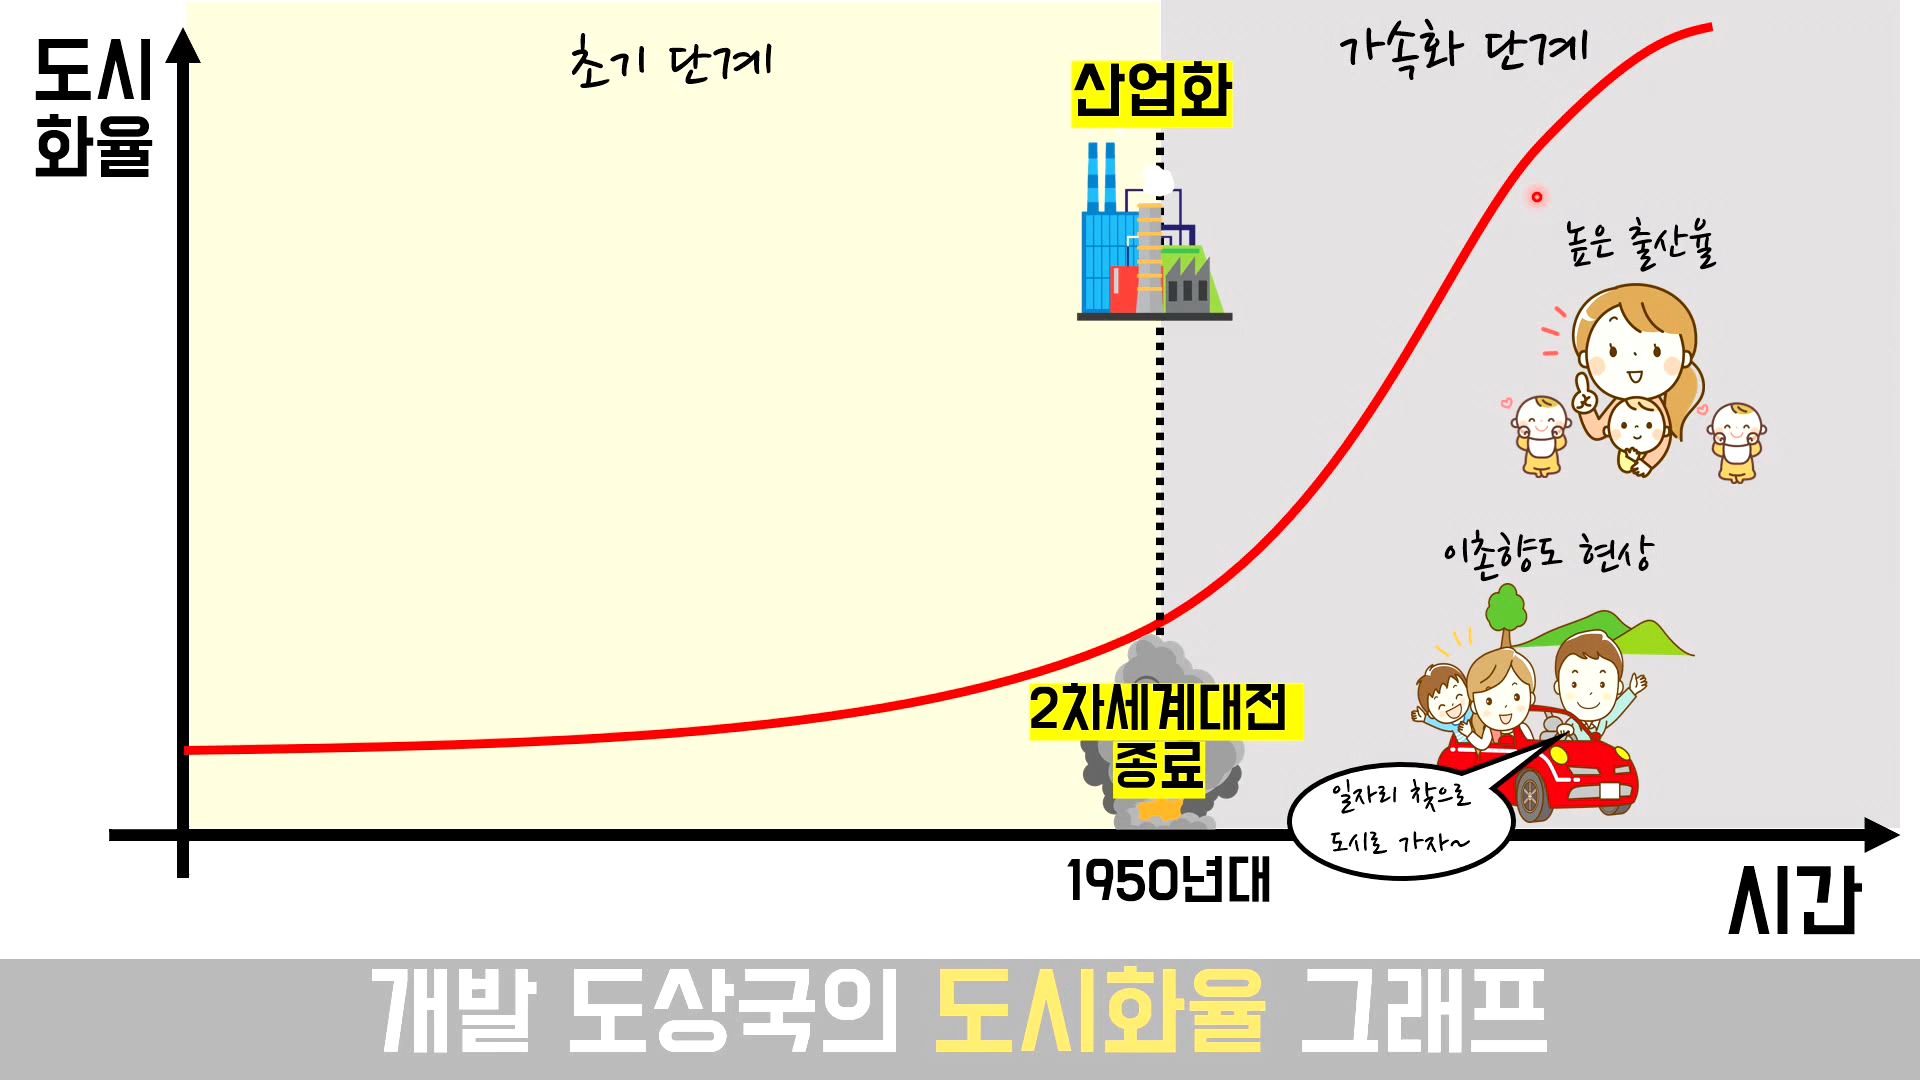 도시
화율
초기 단계
가속화 단계
산업화
높은 출산율
이촌향도 현상
2차세계대전
종료
일자리 찾으로
도시로 가자~
1950년대
시간
개발 도상국의 도시화율 그래프